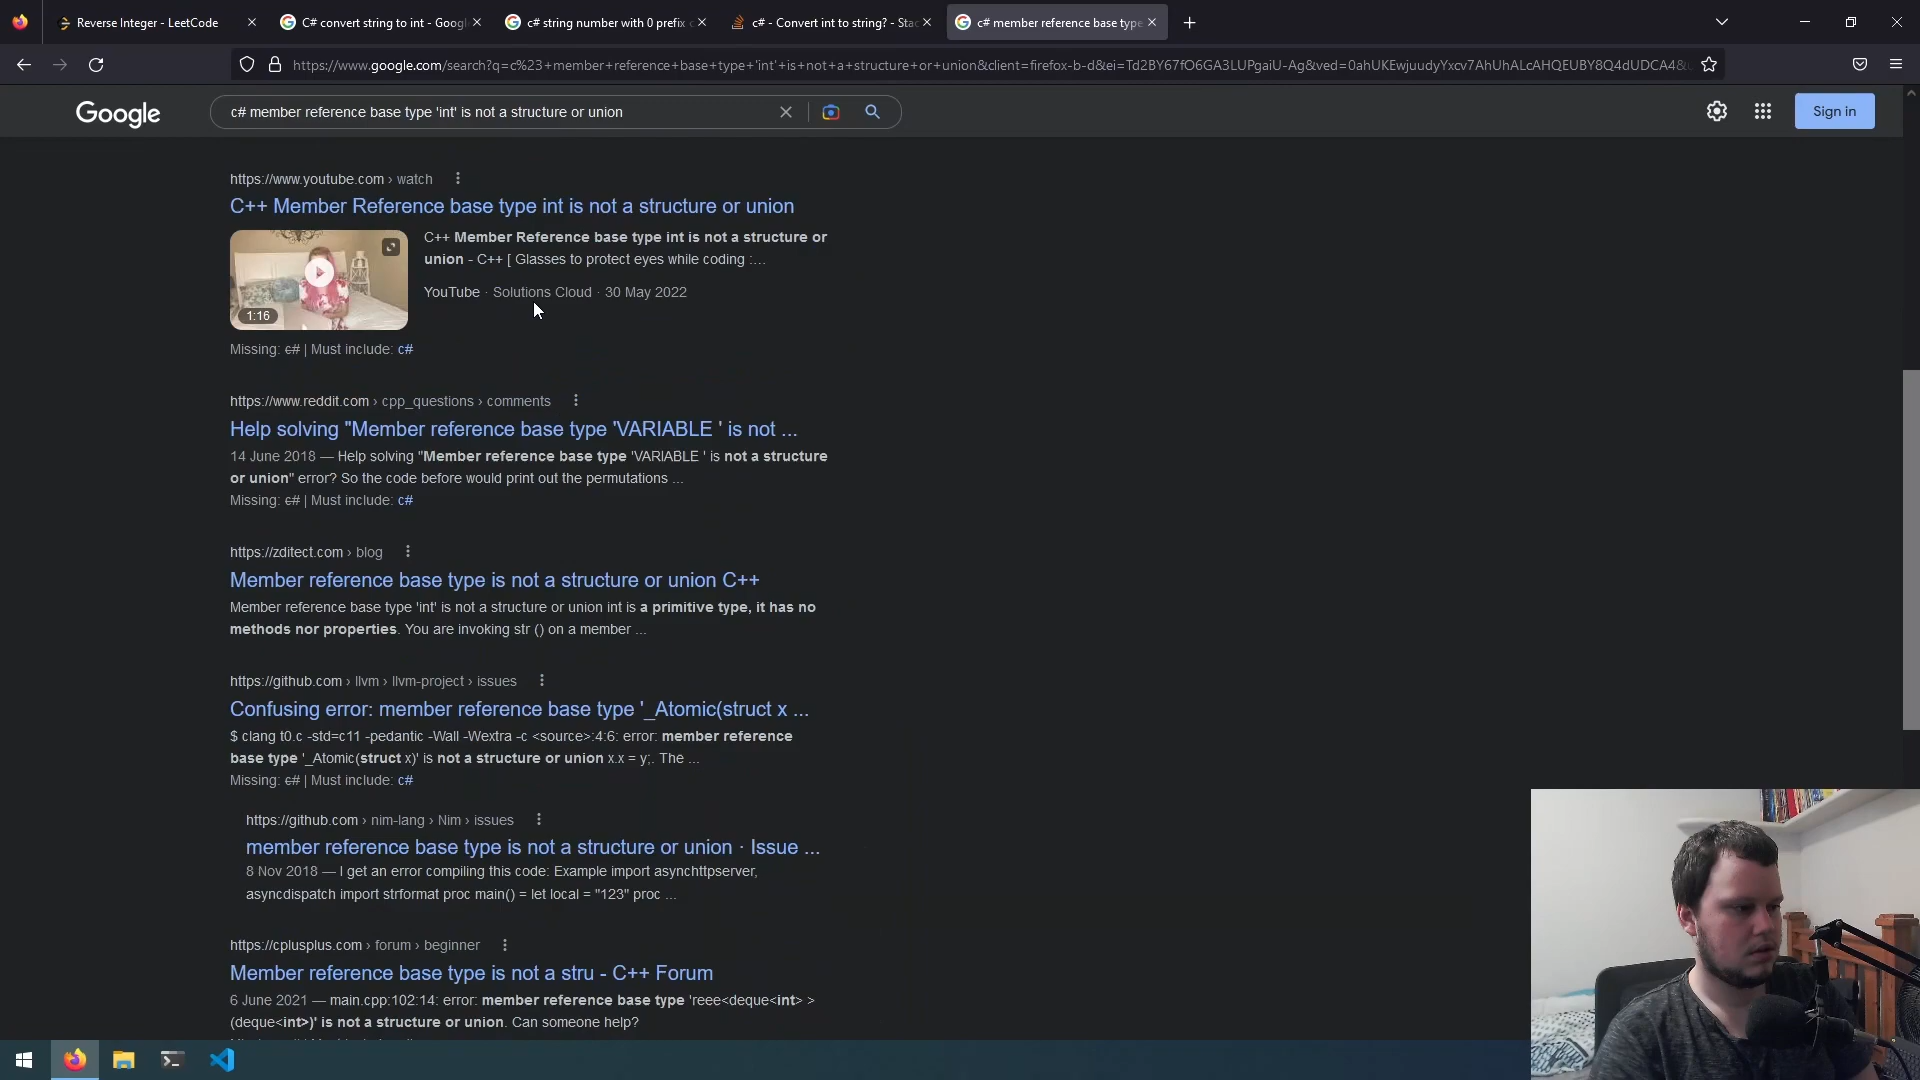 Reverse Integer - LeetCode
C# convert string to int - Googl
c# string number with 0 prefix c
c# - Convert int to string? - Stac
c# member reference base type
https://www.google.com/search?q=c%23+member+reference+base+type+'int'+is+not+a+structure+or+union&client=firefox-b-d&ei=Td2BY67fO6GA3LUPgaiU-Ag&ved=0ahUKEwjuudyYxcv7AhUhALcAHQEUBY8Q4dUDCA4&
Google
c# member reference base type 'int' is not a structure or union
Sign in
https://www.youtube.com › watch
C++ Member Reference base type int is not a structure or union
C++ Member Reference base type int is not a structure or
union - C++ [ Glasses to protect eyes while coding :...
YouTube · Solutions Cloud · 30 May 2022
1:16
Missing: c# | Must include: c#
https://www.reddit.com › cpp_questions › comments
Help solving "Member reference base type 'VARIABLE ' is not ...
14 June 2018 — Help solving "Member reference base type 'VARIABLE ' is not a structure
or union" error? So the code before would print out the permutations ...
Missing: c# | Must include: c#
https://zditect.com › blog
Member reference base type is not a structure or union C++
Member reference base type 'int' is not a structure or union int is a primitive type, it has no
methods nor properties. You are invoking str () on a member ...
https://github.com › llvm › llvm-project › issues
Confusing error: member reference base type '_Atomic(struct x ...
$ clang t0.c -std=c11 -pedantic -Wall -Wextra -c <source>:4:6: error: member reference
base type '_Atomic(struct x)' is not a structure or union x.x = y;. The ...
Missing: c# | Must include: c#
https://github.com › nim-lang › Nim › issues
member reference base type is not a structure or union · Issue ...
8 Nov 2018 — I get an error compiling this code: Example import asynchttpserver,
asyncdispatch import strformat proc main() = let local = "123" proc ...
https://cplusplus.com › forum › beginner
Member reference base type is not a stru - C++ Forum
6 June 2021 — main.cpp:102:14: error: member reference base type 'reee<deque<int> >
(deque<int>)' is not a structure or union. Can someone help?